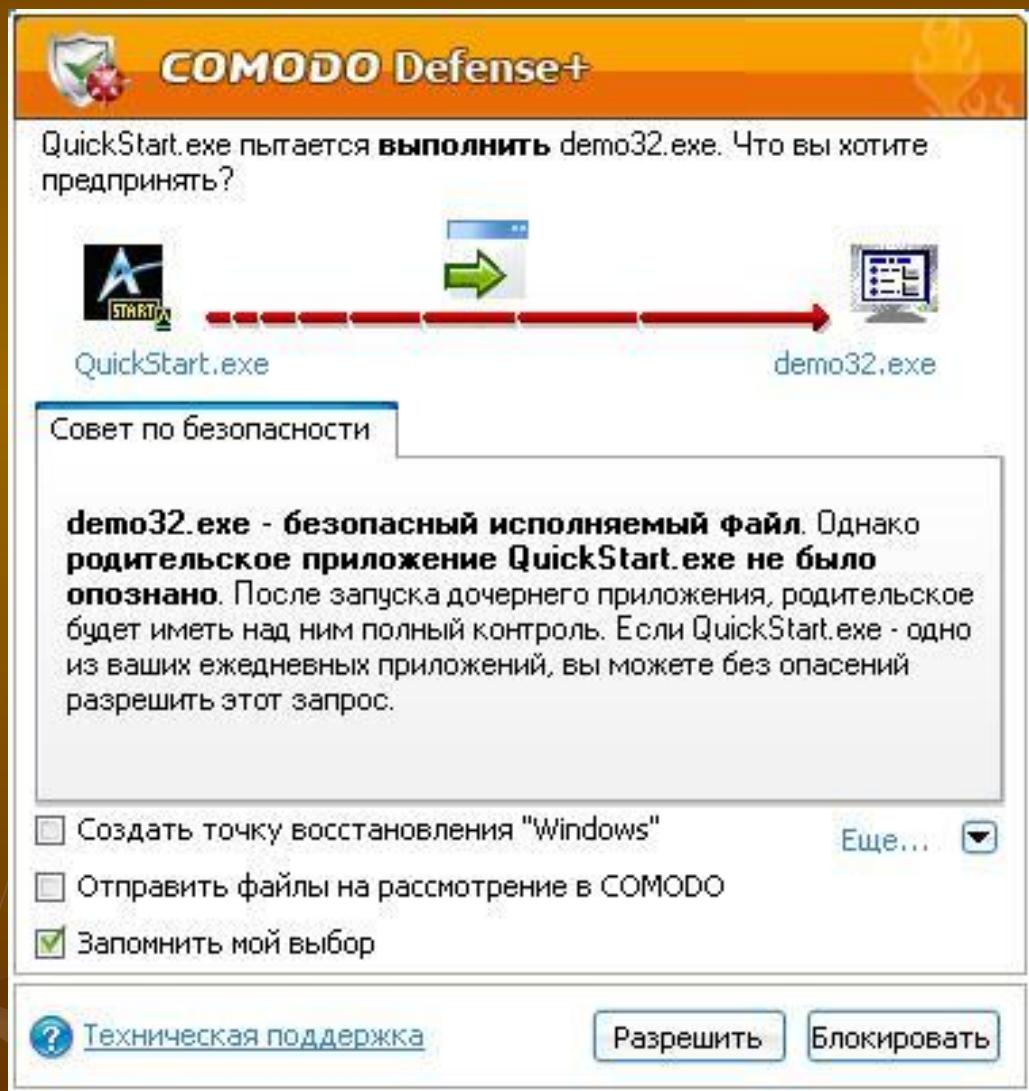 COMODO Defense+
QuickStart.exe пытается выполнить demo32.exe. Что вы хотите
предпринять?
START
QuickStart.exe
demo32.exe
Совет по безопасности
demo32.exe - безопасный исполняемый файл. Однако
родительское приложение QuickStart.exe не было
опознано. После запуска дочернего приложения, родительское
будет иметь над ним полный контроль. Если QuickStart.exe - одно
из ваших ежедневных приложений, вы можете без опасений
разрешить этот запрос.
Создать точку восстановления "Windows"
Еще...
Отправить файлы на рассмотрение в COMODO
Запомнить мой выбор
Техническая поддержка
Разрешить
Блокировать